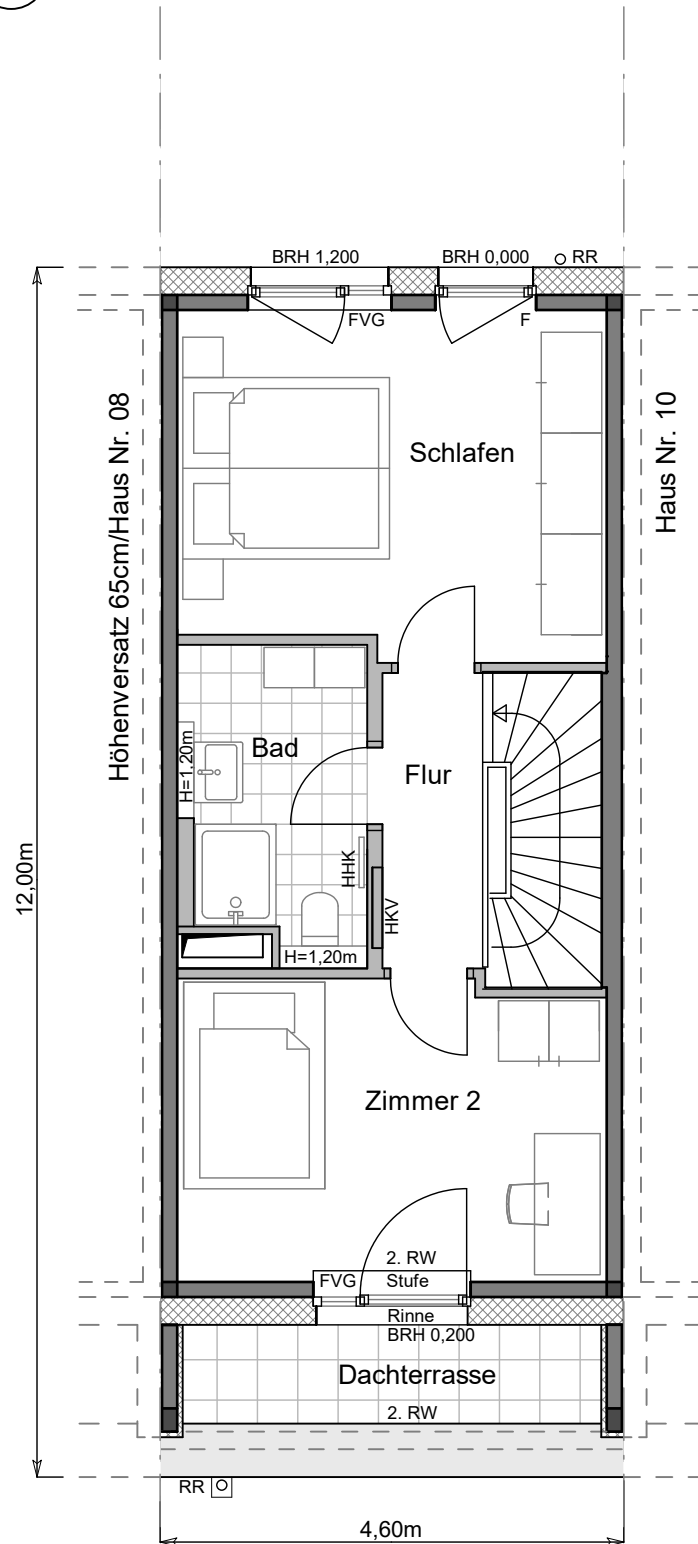 BRH 1,200
BRH 0,000
RR
FVG
F
Höhenversatz 65cm/Haus Nr. 08
Haus Nr. 10
Schlafen
Bad
Flur
H=1.20m
12,00m
HHK
HKV
H=1,20m
Zimmer 2
2. RW
FVG
Stufe
Rinne
BRH 0,200
Dachterrasse
2. RW
RR
4,60m